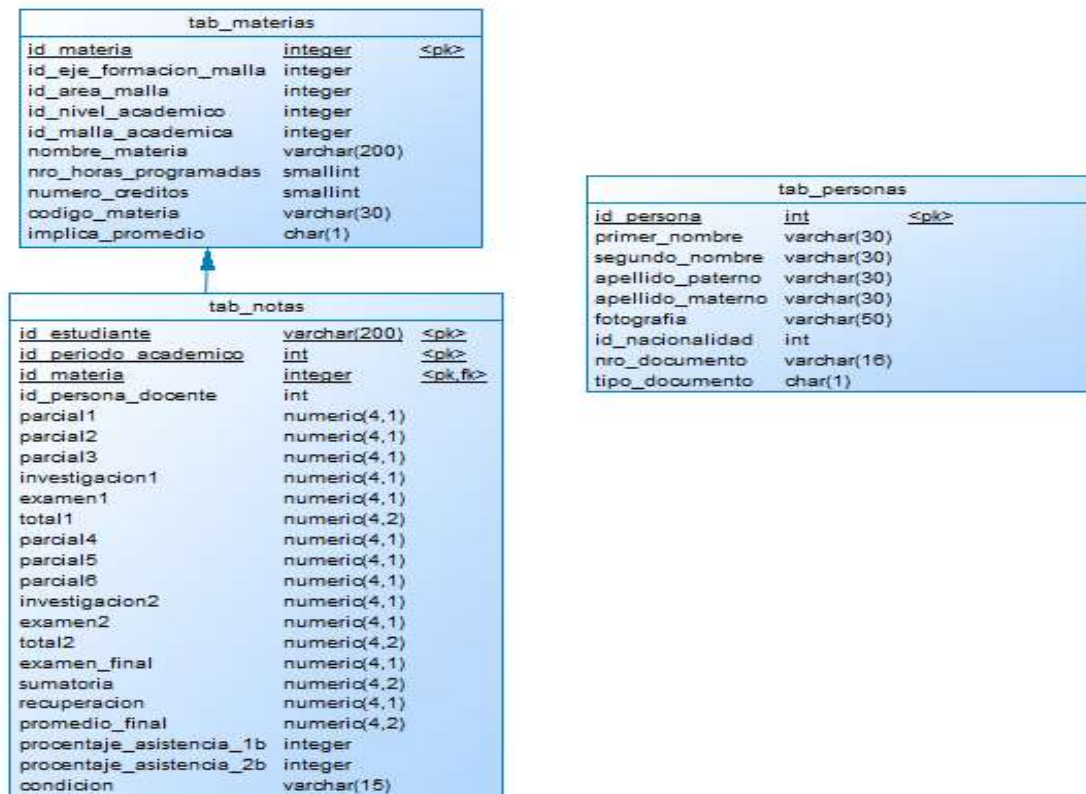 tab_materias
id_materia integer <pk>
id_eje_formacion_malla integer
id_area_malla integer
id_nivel_academico integer
id_malla_academica integer
nombre_materia varchar(200)
nro_horas_programadas smallint
numero_creditos smallint
codigo_materia varchar(30)
implica_promedio char(1)
tab_personas
id_persona int <pk>
primer_nombre varchar(30)
segundo_nombre varchar(30)
apellido_paterno varchar(30)
apellido_materno varchar(30)
fotografia varchar(50)
id_nacionalidad int
nro_documento varchar(16)
tipo_documento char(1)
tab_notas
id_estudiante varchar(200) <pk>
id_periodo_academico int <pk>
id_materia integer <pk,fk>
id_persona_docente int
parcial1 numeric(4,1)
parcial2 numeric(4,1)
parcial3 numeric(4,1)
investigacion1 numeric(4,1)
examen1 numeric(4,1)
total1 numeric(4,2)
parcial4 numeric(4,1)
parcial5 numeric(4,1)
parcial6 numeric(4,1)
investigacion2 numeric(4,1)
examen2 numeric(4,1)
total2 numeric(4,2)
examen_final numeric(4,1)
sumatoria numeric(4,2)
recuperacion numeric(4,1)
promedio_final numeric(4,2)
procentaje_asistencia_1b integer
procentaje_asistencia_2b integer
condicion varchar(15)